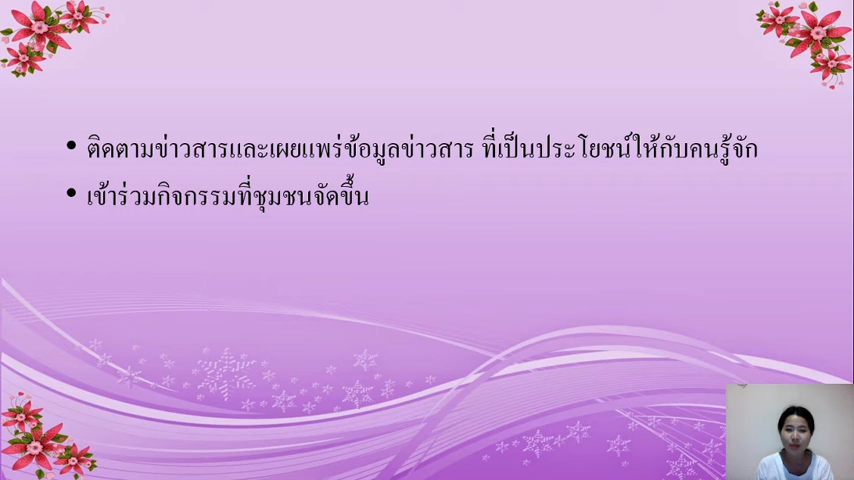 • ติดตามข่าวสารและเผยแพร่ข้อมูลข่าวสาร ที่เป็นประโยชน์ให้กับคนรู้จัก
• เข้าร่วมกิจกรรมที่ชุมชนจัดขึ้น